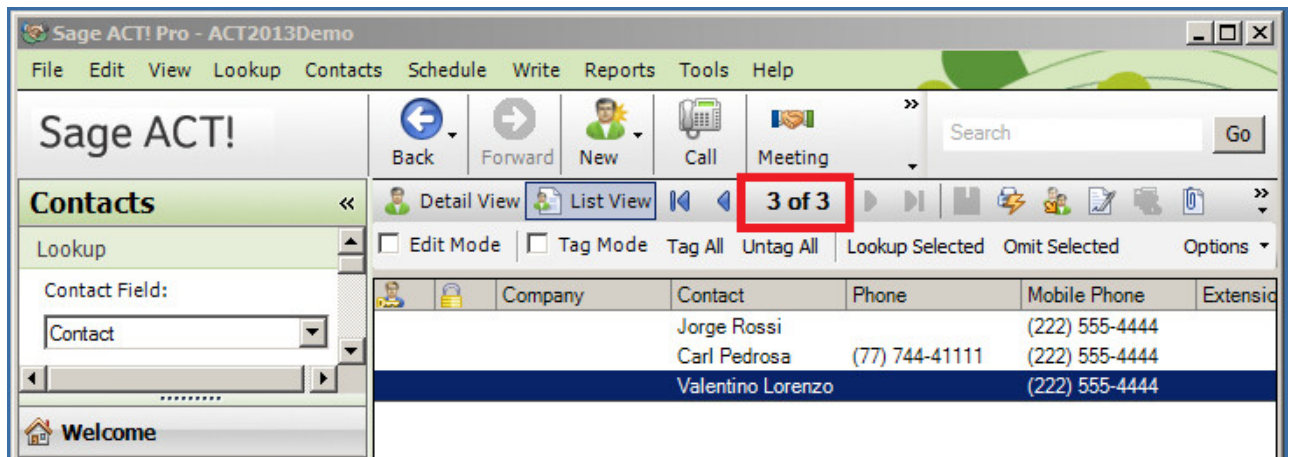 Sage ACT! Pro - ACT2013Demo
File Edit View Lookup Contacts Schedule Write Reports Tools Help
Sage ACT!
Back Forward New Call Meeting Search Go
Contacts Detail View List View 3 of 3
Lookup Edit Mode Tag Mode Tag All Untag All Lookup Selected Omit Selected Options
Contact Field: Company Contact Phone Mobile Phone Extensio
Contact Jorge Rossi (222) 555-4444
Carl Pedrosa (77) 744-41111 (222) 555-4444
Valentino Lorenzo (222) 555-4444
Welcome